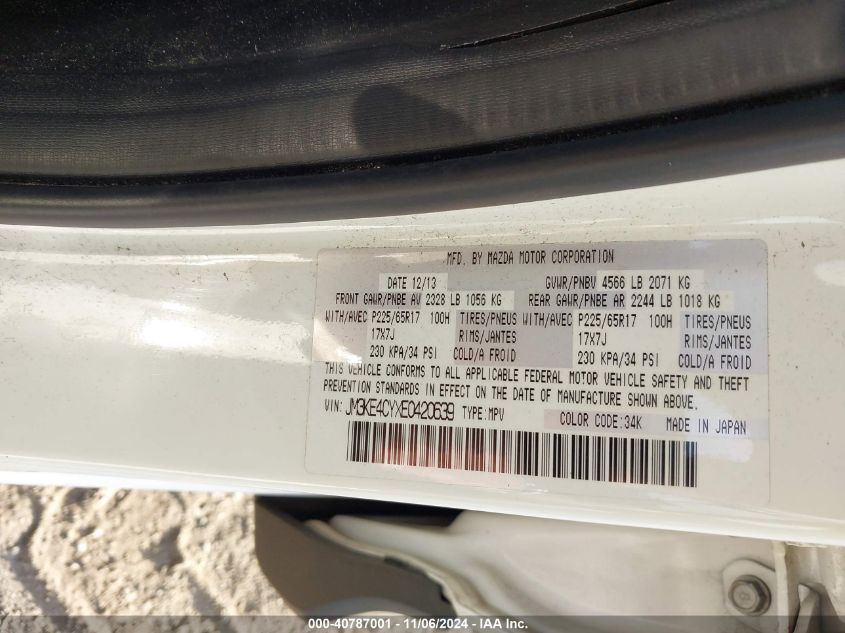 MFD. BY MAZDA MOTOR CORPORATION
DATE 12/13 GVWR/PNBV 4566 LB 2071 KG
FRONT GAWR/PNBE AV 2328 LB 1056 KG REAR GAWR/PNBE AR 2244 LB 1018 KG
WITH/AVEC P225/65R17 100H TIRES/PNEUS WITH/AVEC P225/65R17 100H TIRES/PNEUS
17X7J RIMS/JANTES 17X7J RIMS/JANTES
230 KPA/34 PSI COLD/A FROID 230 KPA/34 PSI COLD/A FROID
THIS VEHICLE CONFORMS TO ALL APPLICABLE FEDERAL MOTOR VEHICLE SAFETY AND THEFT
PREVENTION STANDARDS IN EFFECT ON THE DATE OF MANUFACTURE SHOWN ABOVE.
VIN: JM3KE4CYXE0420639 TYPE: MPV COLOR CODE: 34K MADE IN JAPAN
000-40787001 - 11/06/2024 - IAAI Inc.